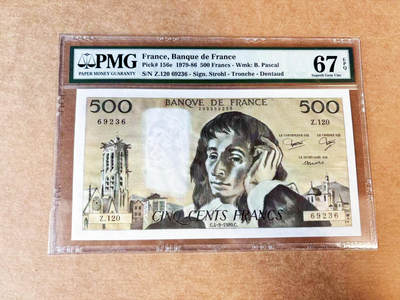 PMG
PAPER MONEY GUARANTY
France, Banque de France
Pick# 156e 1979-86 500 Francs - Wmk: B. Pascal
S/N Z.120 69236 - Sign. Strohl - Tronche - Dentaud
67 EPQ
Superb Gem Unc
500
BANQUE DE FRANCE
500
69236
Z.120
Z.120
69236
CINQ CENTS FRANCS